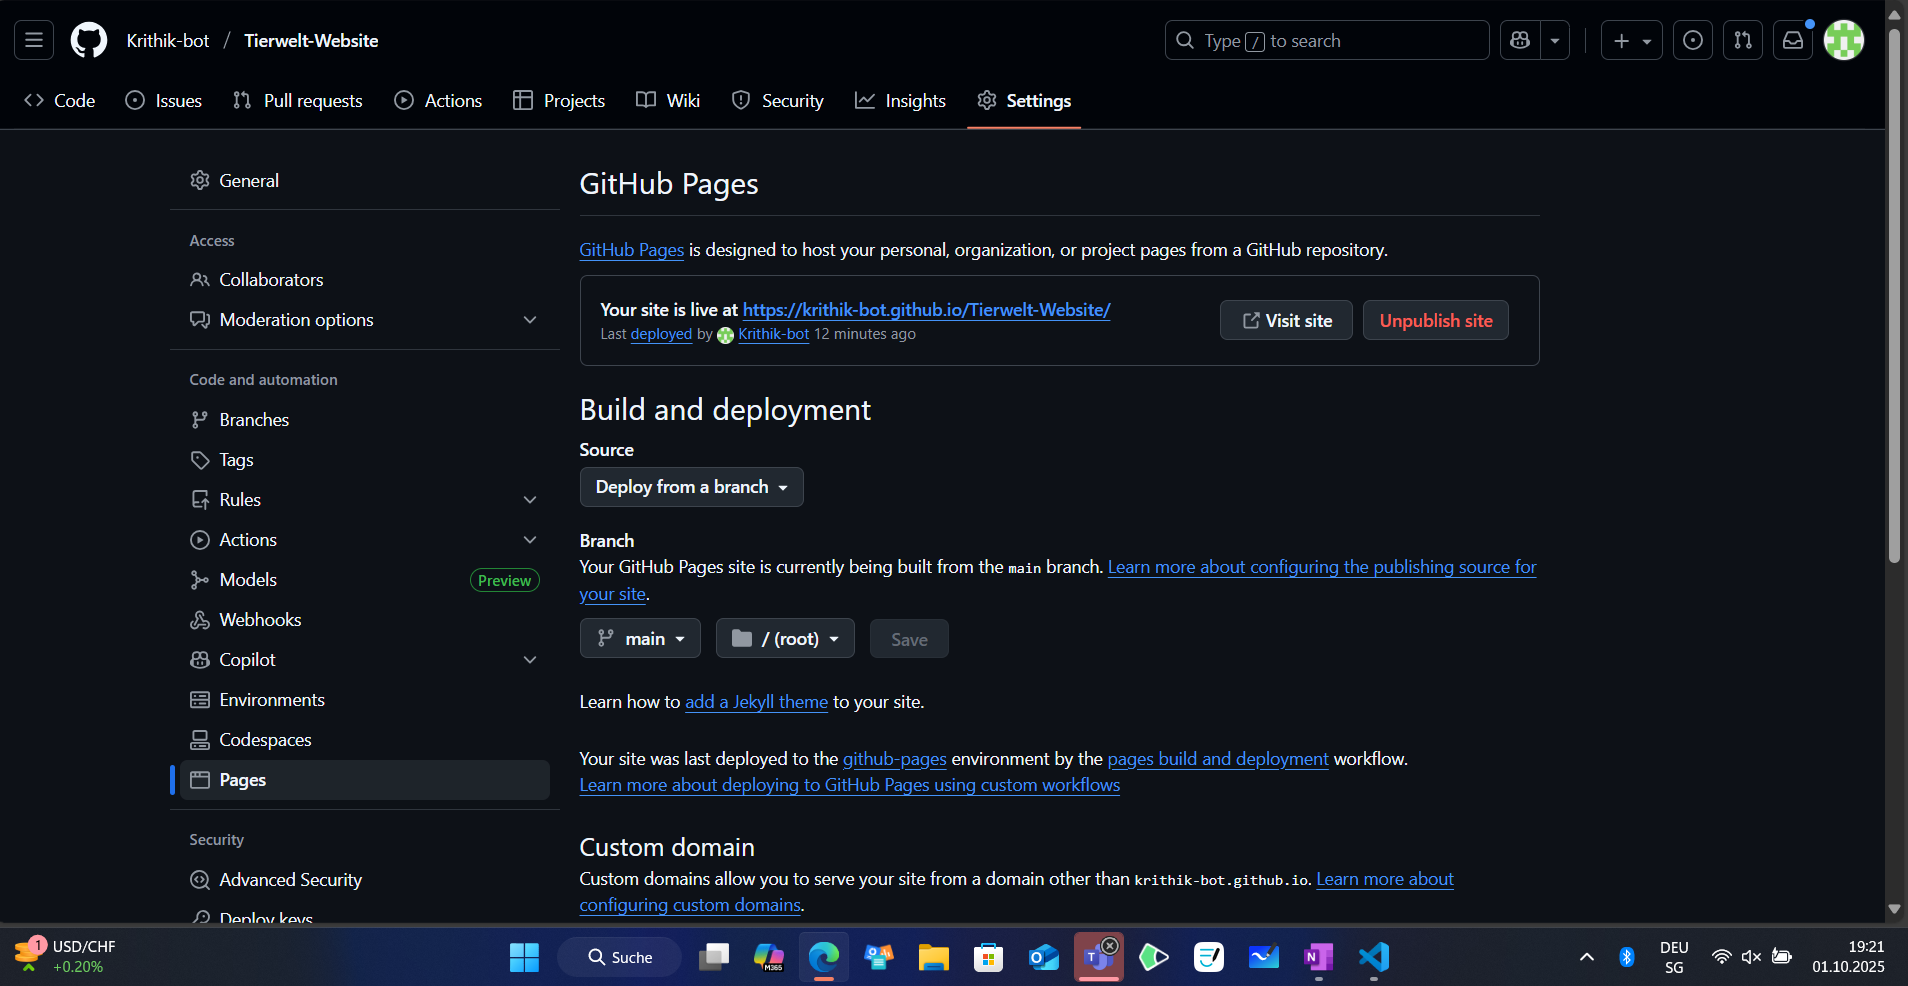 Krithik-bot / Tierwelt-Website
Type / to search
Code Issues Pull requests Actions Projects Wiki Security Insights Settings
General
Access
Collaborators
Moderation options
Code and automation
Branches
Tags
Rules
Actions
Models Preview
Webhooks
Copilot
Environments
Codespaces
Pages
Security
Advanced Security
Deploy keys
GitHub Pages
GitHub Pages is designed to host your personal, organization, or project pages from a GitHub repository.
Your site is live at https://krithik-bot.github.io/Tierwelt-Website/
Last deployed by Krithik-bot 12 minutes ago
Visit site
Unpublish site
Build and deployment
Source
Deploy from a branch
Branch
Your GitHub Pages site is currently being built from the main branch. Learn more about configuring the publishing source for
your site.
main / (root) Save
Learn how to add a Jekyll theme to your site.
Your site was last deployed to the github-pages environment by the pages build and deployment workflow.
Learn more about deploying to GitHub Pages using custom workflows
Custom domain
Custom domains allow you to serve your site from a domain other than krithik-bot.github.io. Learn more about
configuring custom domains.
1
USD/CHF
+0.20%
Suche
M365
DEU
SG
19:21
01.10.2025